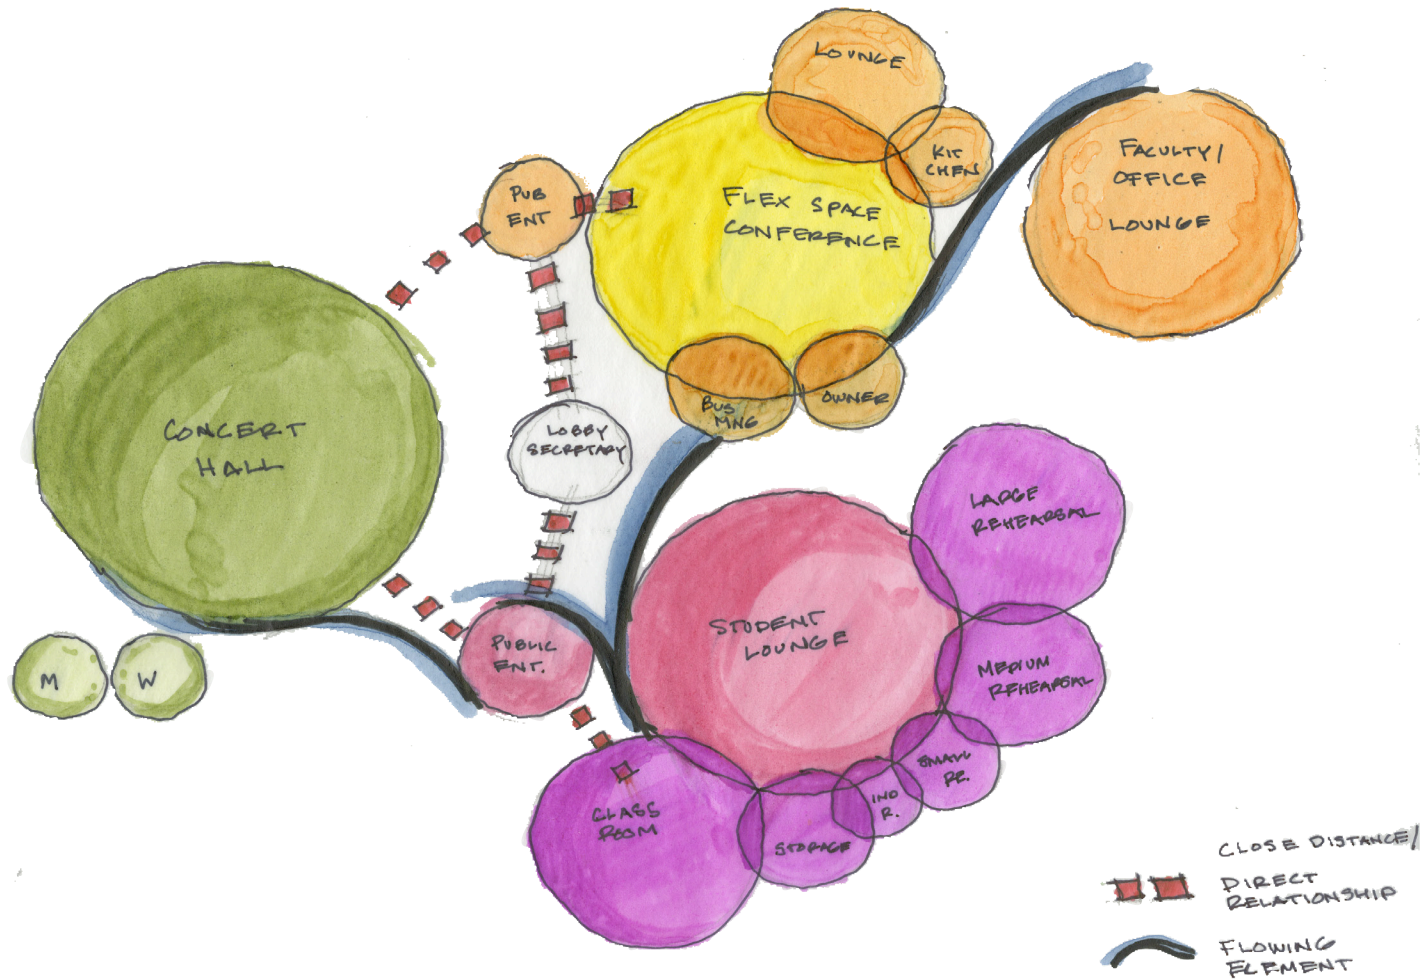 LOUNGE
KIT
CHEN
FACULTY/
OFFICE
LOUNGE
PUB
ENT
FLEX SPACE
CONFERENCE
BUS
MNG
OWNER
LOBBY
SECRETARY
CONCERT
HALL
LARGE
REHEARSAL
STUDENT
LOUNGE
PUBLIC
ENT.
MEDIUM
REHEARSAL
M
W
SMALL
RE.
IND
R.
CLASS
ROOM
STORAGE
CLOSE DISTANCE/
DIRECT
RELATIONSHIP
FLOWING
ELEMENT